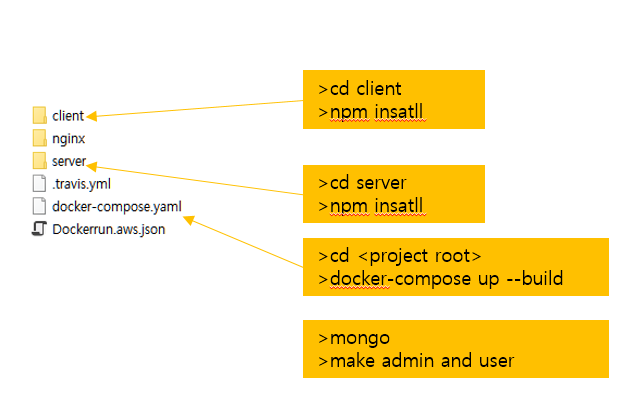 client
nginx
server
.travis.yml
docker-compose.yaml
Dockerrun.aws.json
>cd client
>npm insatll
>cd server
>npm insatll
>cd <project root>
>docker-compose up --build
>mongo
>make admin and user